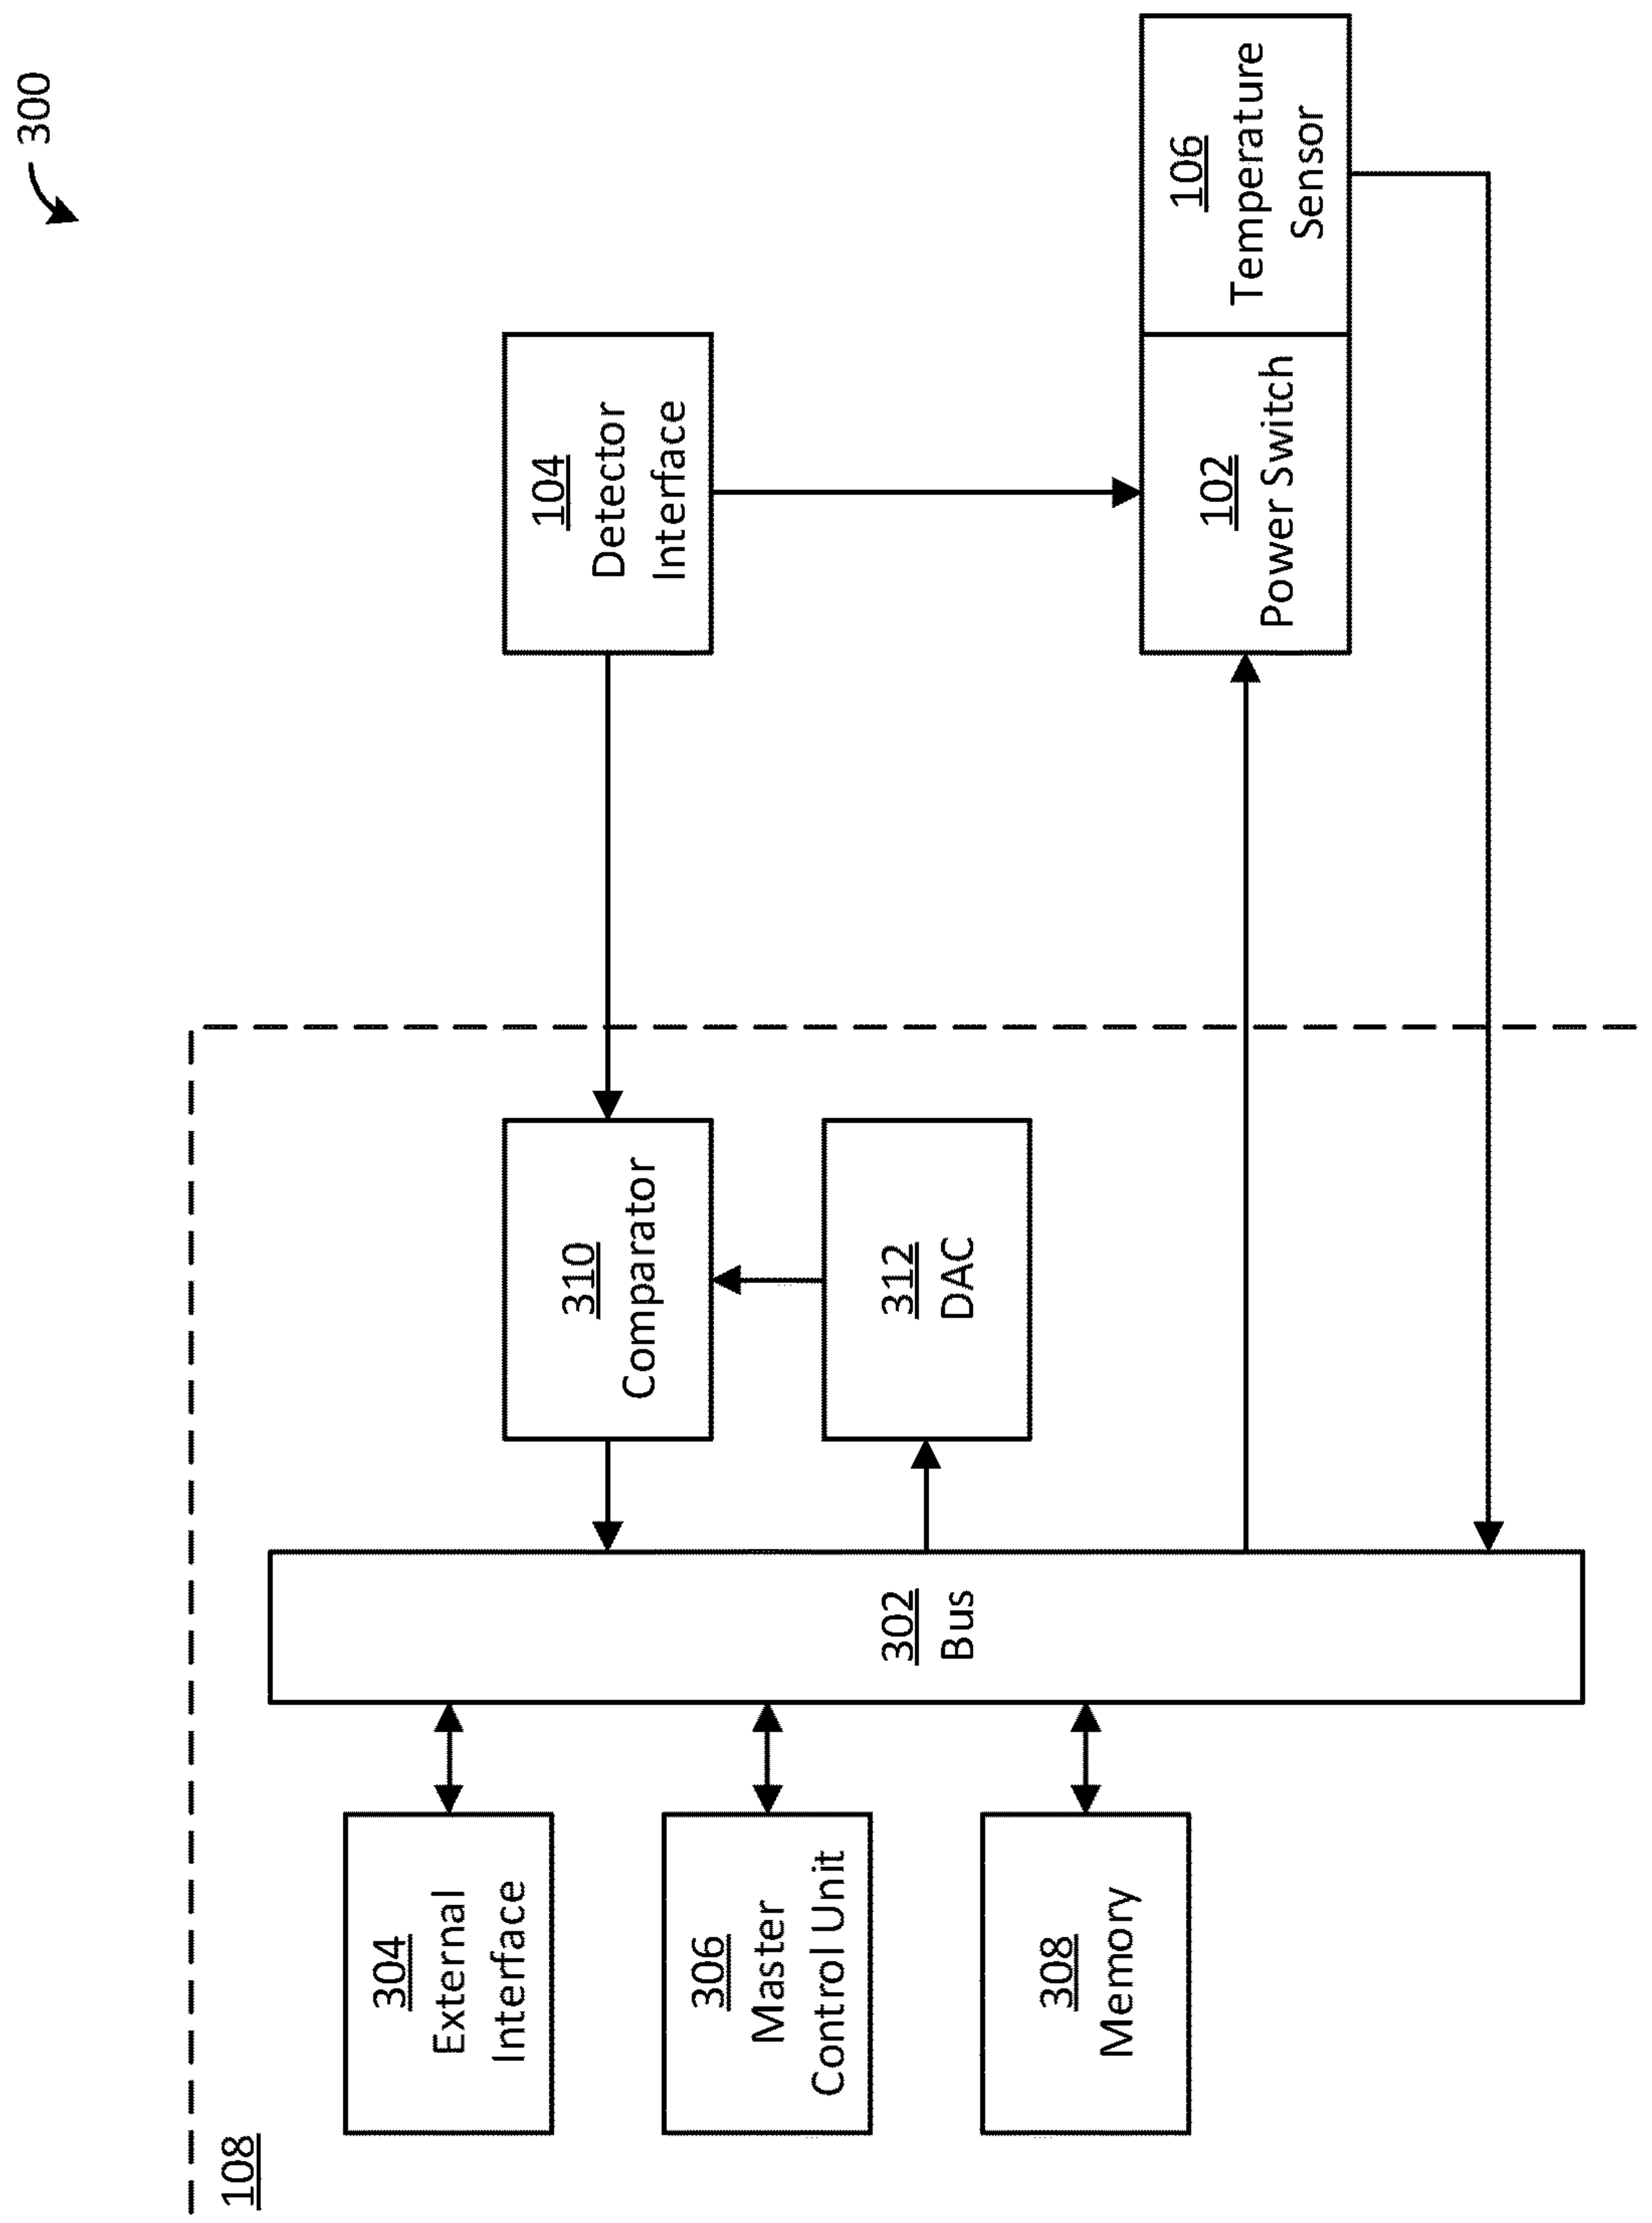 300
108
304
External
Interface
306
Master
Control Unit
308
Memory
302
Bus
310
Comparator
312
DAC
104
Detector
Interface
102
Power Switch
106
Temperature
Sensor